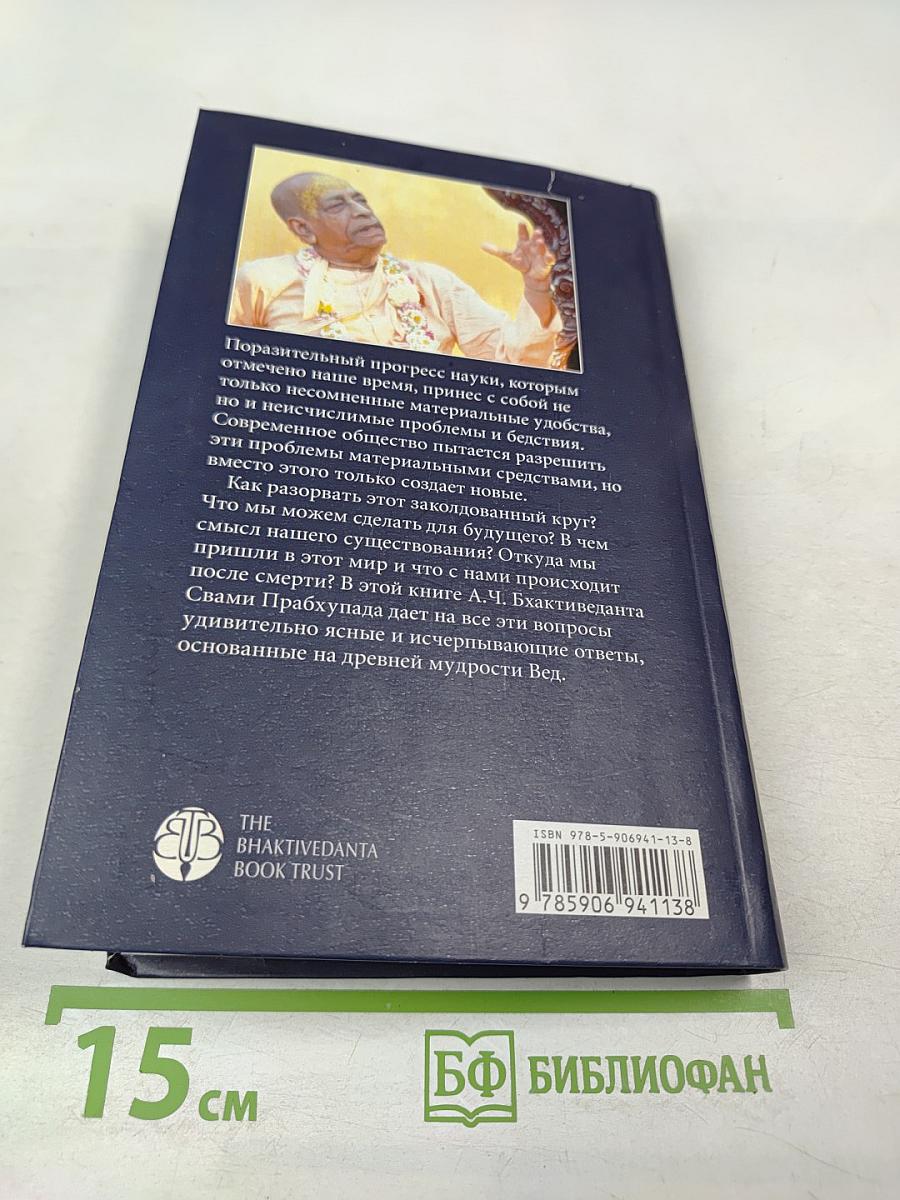 Поразительный прогресс науки, которым
отмечено наше время, принес с собой не
только несомненные материальные удобства,
но и неисчислимые проблемы и бедствия.
Современное общество пытается разрешить
эти проблемы материальными средствами, но
вместо этого только создает новые.
Как разорвать этот заколдованный круг?
Что мы можем сделать для будущего? В чем
смысл нашего существования? Откуда мы
пришли в этот мир и что с нами происходит
после смерти? В этой книге А.Ч. Бхактиведанта
Свами Прабхупада дает на все эти вопросы
удивительно ясные и исчерпывающие ответы,
основанные на древней мудрости Вед.
BTB
THE
BHAKTIVEDANTA
BOOK TRUST
ISBN 978-5-906941-13-8
9 785906 941138
15 см
БФ БИБЛИОФАН